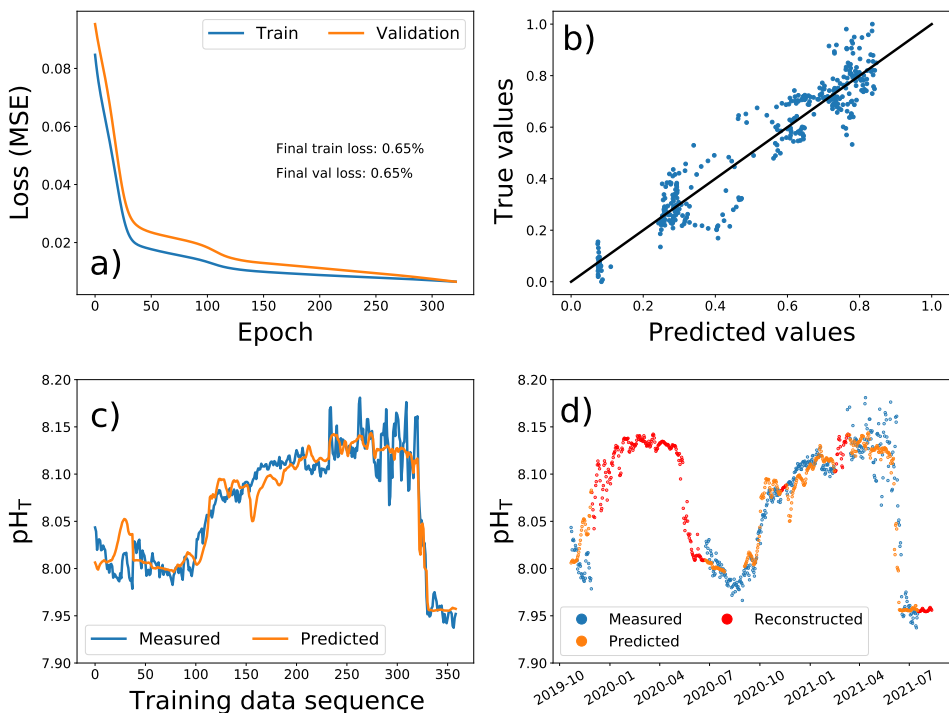 a)
Train
Validation
Final train loss: 0.65%
Final val loss: 0.65%
Loss (MSE)
0.08
0.06
0.04
0.02
0
50
100
150
200
250
300
Epoch
b)
True values
1.0
0.8
0.6
0.4
0.2
0.0
0.0
0.2
0.4
0.6
0.8
1.0
Predicted values
c)
pH_T
8.20
8.15
8.10
8.05
8.00
7.95
7.90
Measured
Predicted
0
50
100
150
200
250
300
350
Training data sequence
d)
pH_T
8.20
8.15
8.10
8.05
8.00
7.95
7.90
Measured
Predicted
Reconstructed
2019-10
2020-01
2020-04
2020-07
2020-10
2021-01
2021-04
2021-07